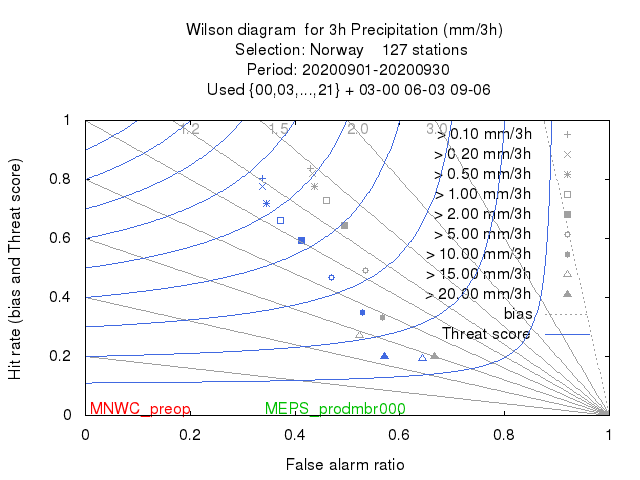 Wilson diagram  for 3h Precipitation (mm/3h)
Selection: Norway    127 stations
Period: 20200901-20200930
Used {00,03,...,21} + 03-00 06-03 09-06
1.2 1.5 2.0 3.0
> 0.10 mm/3h
> 0.20 mm/3h
> 0.50 mm/3h
> 1.00 mm/3h
> 2.00 mm/3h
> 5.00 mm/3h
> 10.00 mm/3h
> 15.00 mm/3h
> 20.00 mm/3h
bias
Threat score
Hit rate (bias and Threat score)
1
0.8
0.6
0.4
0.2
0
MNWC_preop MEPS_prodmbr000
0 0.2 0.4 0.6 0.8 1
False alarm ratio